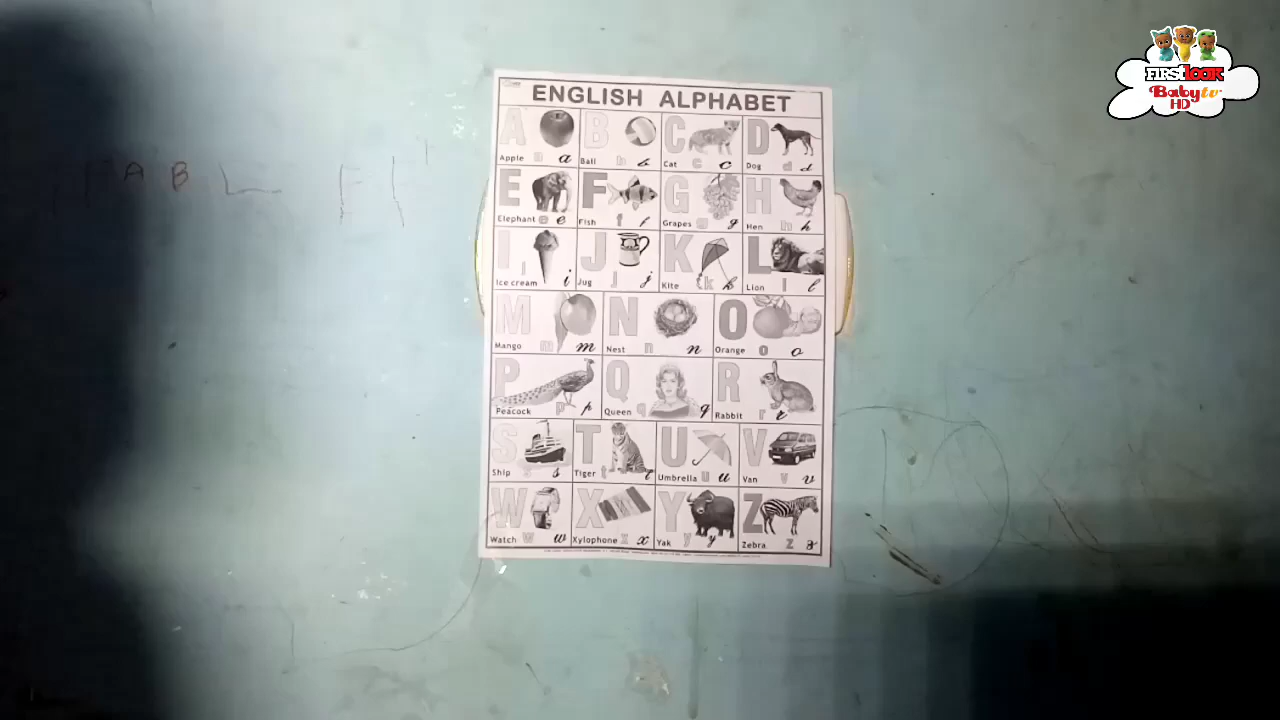 ENGLISH ALPHABET
A B C D
Apple a a Ball b b Cat c c Dog d d
E F G H
Elephant e e Fish f f Grapes g g Hen h h
I J K L
Ice cream i i Jug j j Kite k k Lion l l
M N O
Mango m m Nest n n Orange o o
P Q R
Peacock p p Queen q q Rabbit r r
S T U V
Ship s s Tiger t t Umbrella u u Van v v
W X Y Z
Watch w w Xylophone x x Yak y y Zebra z z
A B L
FIRST LOOK
Baby tv
HD